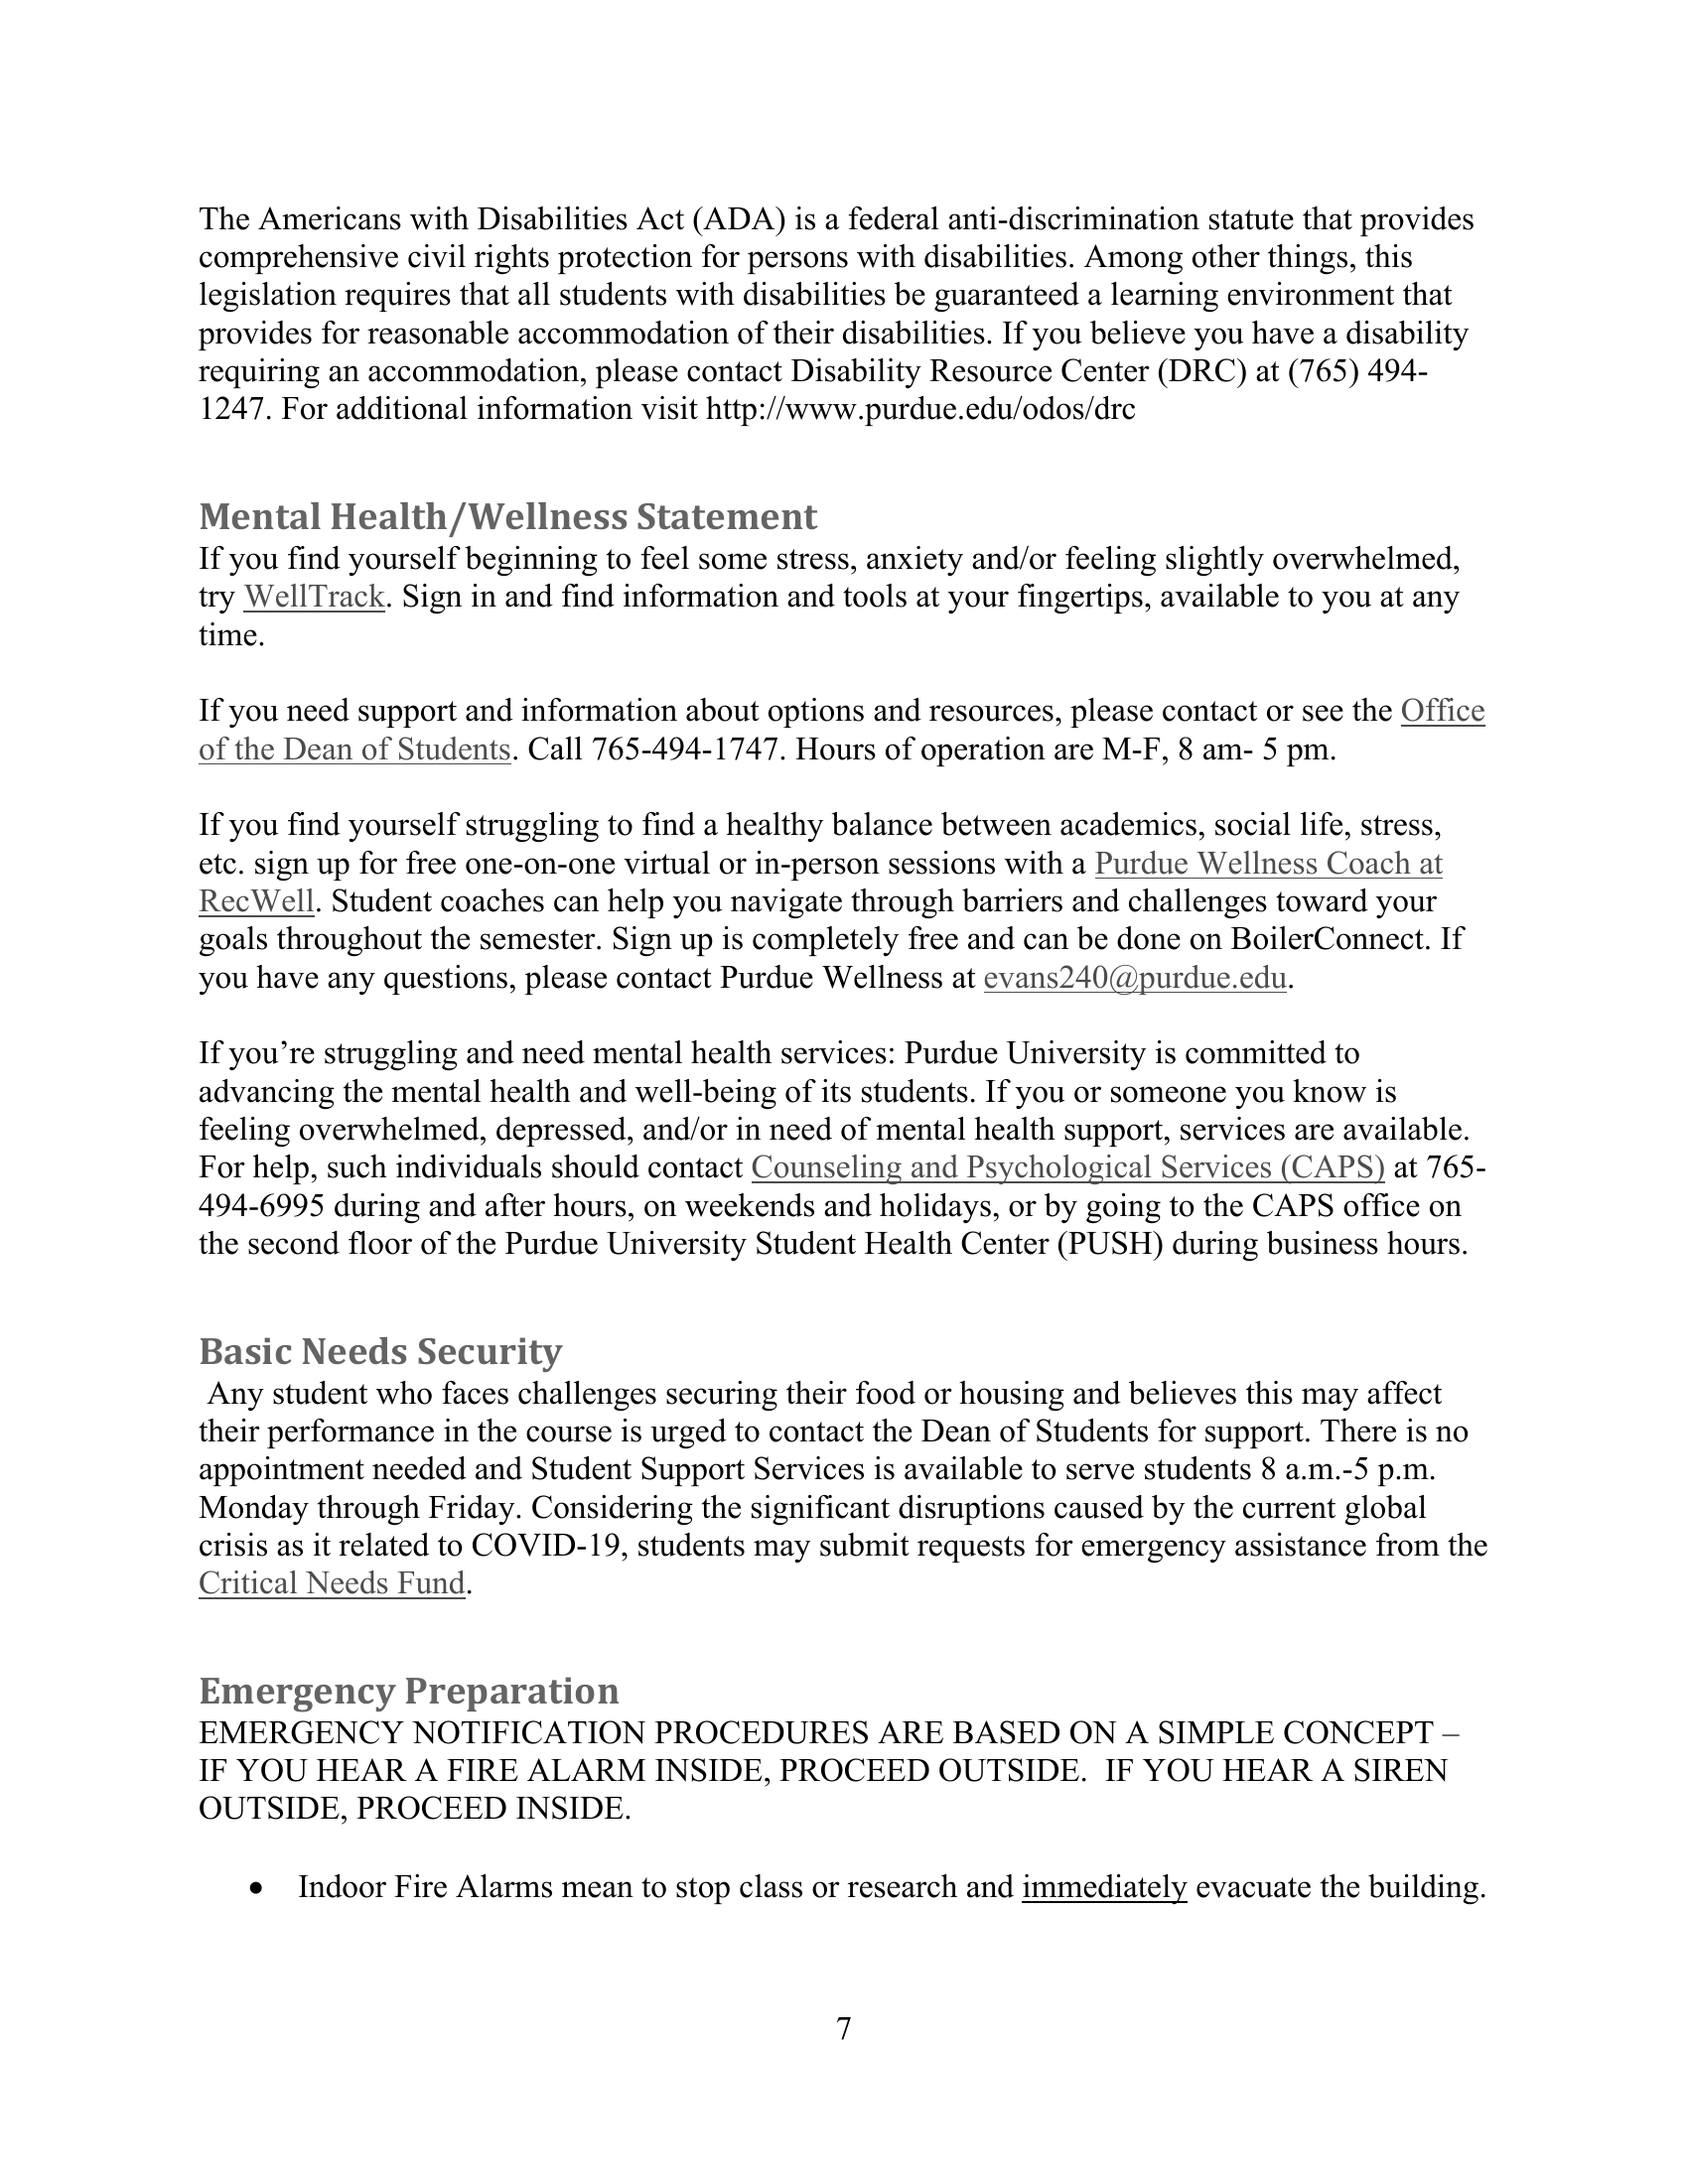 The Americans with Disabilities Act (ADA) is a federal anti-discrimination statute that provides
comprehensive civil rights protection for persons with disabilities. Among other things, this
legislation requires that all students with disabilities be guaranteed a learning environment that
provides for reasonable accommodation of their disabilities. If you believe you have a disability
requiring an accommodation, please contact Disability Resource Center (DRC) at (765) 494-
1247. For additional information visit http://www.purdue.edu/odos/drc
Mental Health/Wellness Statement
If you find yourself beginning to feel some stress, anxiety and/or feeling slightly overwhelmed,
try WellTrack. Sign in and find information and tools at your fingertips, available to you at any
time.
If you need support and information about options and resources, please contact or see the Office
of the Dean of Students. Call 765-494-1747. Hours of operation are M-F, 8 am- 5 pm.
If you find yourself struggling to find a healthy balance between academics, social life, stress,
etc. sign up for free one-on-one virtual or in-person sessions with a Purdue Wellness Coach at
RecWell. Student coaches can help you navigate through barriers and challenges toward your
goals throughout the semester. Sign up is completely free and can be done on BoilerConnect. If
you have any questions, please contact Purdue Wellness at evans240@purdue.edu.
If you’re struggling and need mental health services: Purdue University is committed to
advancing the mental health and well-being of its students. If you or someone you know is
feeling overwhelmed, depressed, and/or in need of mental health support, services are available.
For help, such individuals should contact Counseling and Psychological Services (CAPS) at 765-
494-6995 during and after hours, on weekends and holidays, or by going to the CAPS office on
the second floor of the Purdue University Student Health Center (PUSH) during business hours.
Basic Needs Security
Any student who faces challenges securing their food or housing and believes this may affect
their performance in the course is urged to contact the Dean of Students for support. There is no
appointment needed and Student Support Services is available to serve students 8 a.m.-5 p.m.
Monday through Friday. Considering the significant disruptions caused by the current global
crisis as it related to COVID-19, students may submit requests for emergency assistance from the
Critical Needs Fund.
Emergency Preparation
EMERGENCY NOTIFICATION PROCEDURES ARE BASED ON A SIMPLE CONCEPT –
IF YOU HEAR A FIRE ALARM INSIDE, PROCEED OUTSIDE.  IF YOU HEAR A SIREN
OUTSIDE, PROCEED INSIDE.
• Indoor Fire Alarms mean to stop class or research and immediately evacuate the building.
7